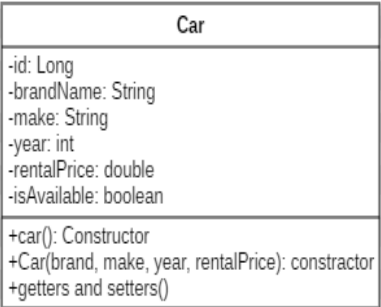 Car
-id: Long
-brandName: String
-make: String
-year: int
-rentalPrice: double
-isAvailable: boolean
+car(): Constructor
+Car(brand, make, year, rentalPrice): constractor
+getters and setters()